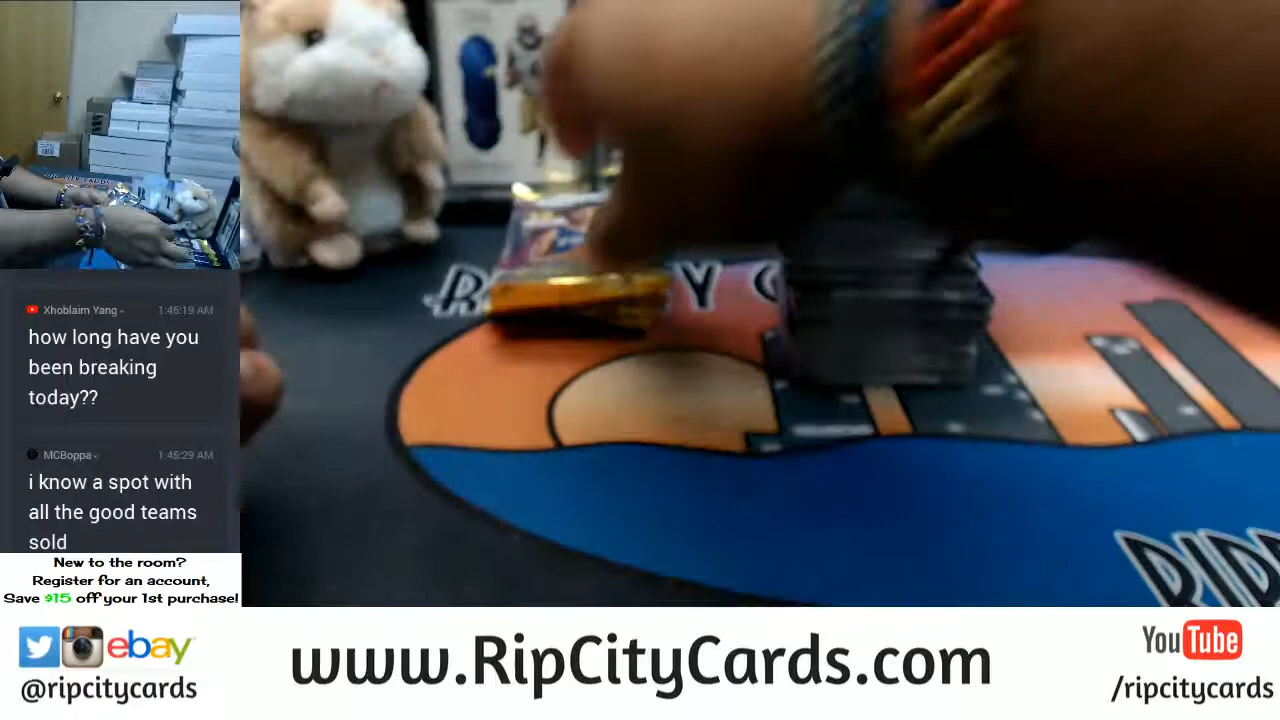 Xhoblaim Yang
1:45:19 AM
how long have you
been breaking
today??
MCBoppa
1:45:29 AM
i know a spot with
all the good teams
sold
New to the room?
Register for an account,
Save $15 off your 1st purchase!
ebay
@ripcitycards
www.RipCityCards.com
YouTube
/ripcitycards
R
Y C
RIP